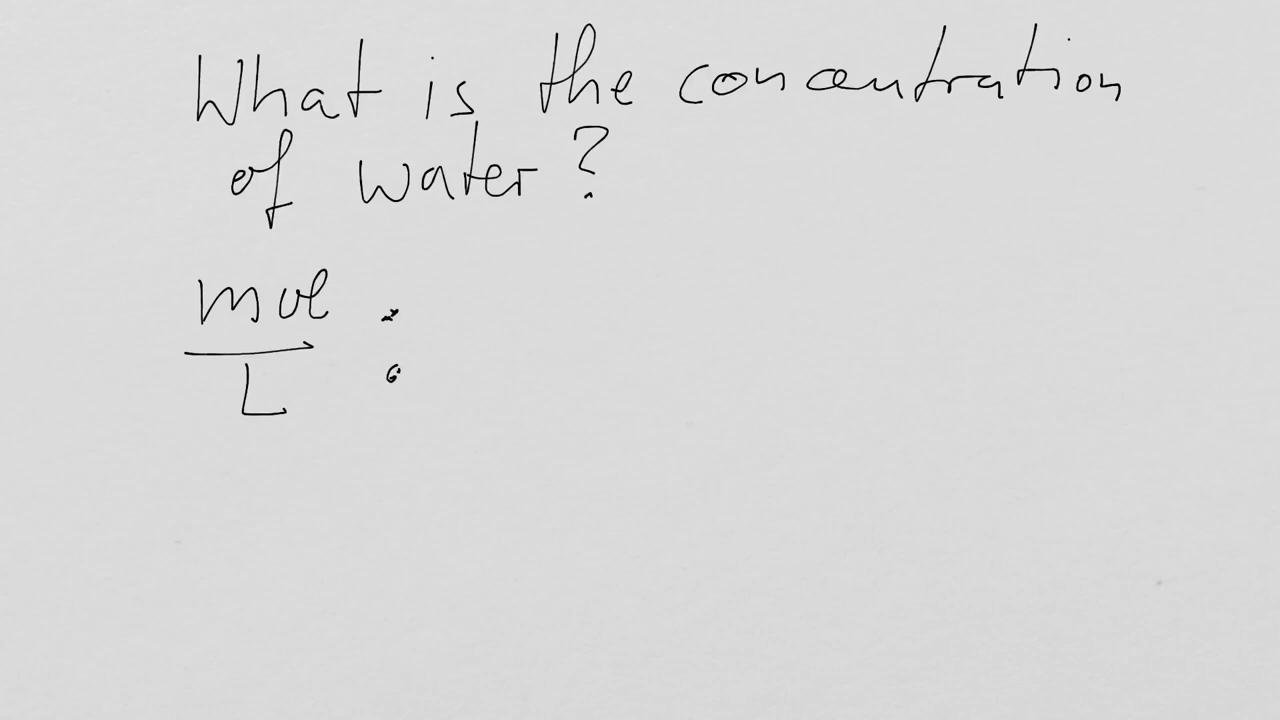 What is the concentration
of water?
mol :
L